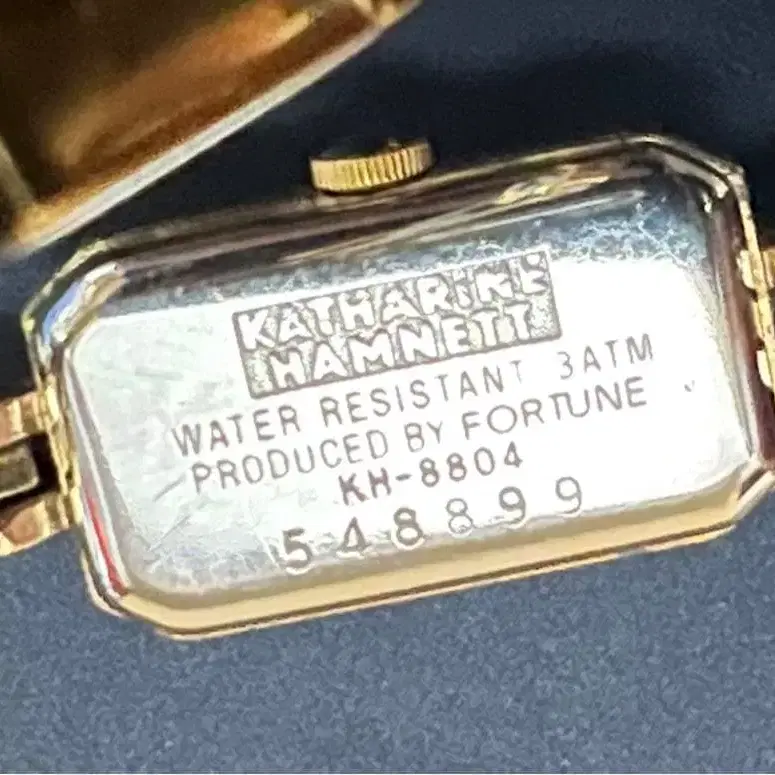 KATHARINE
HAMNETT
WATER RESISTANT 3ATM
PRODUCED BY FORTUNE
KH-8804
548899